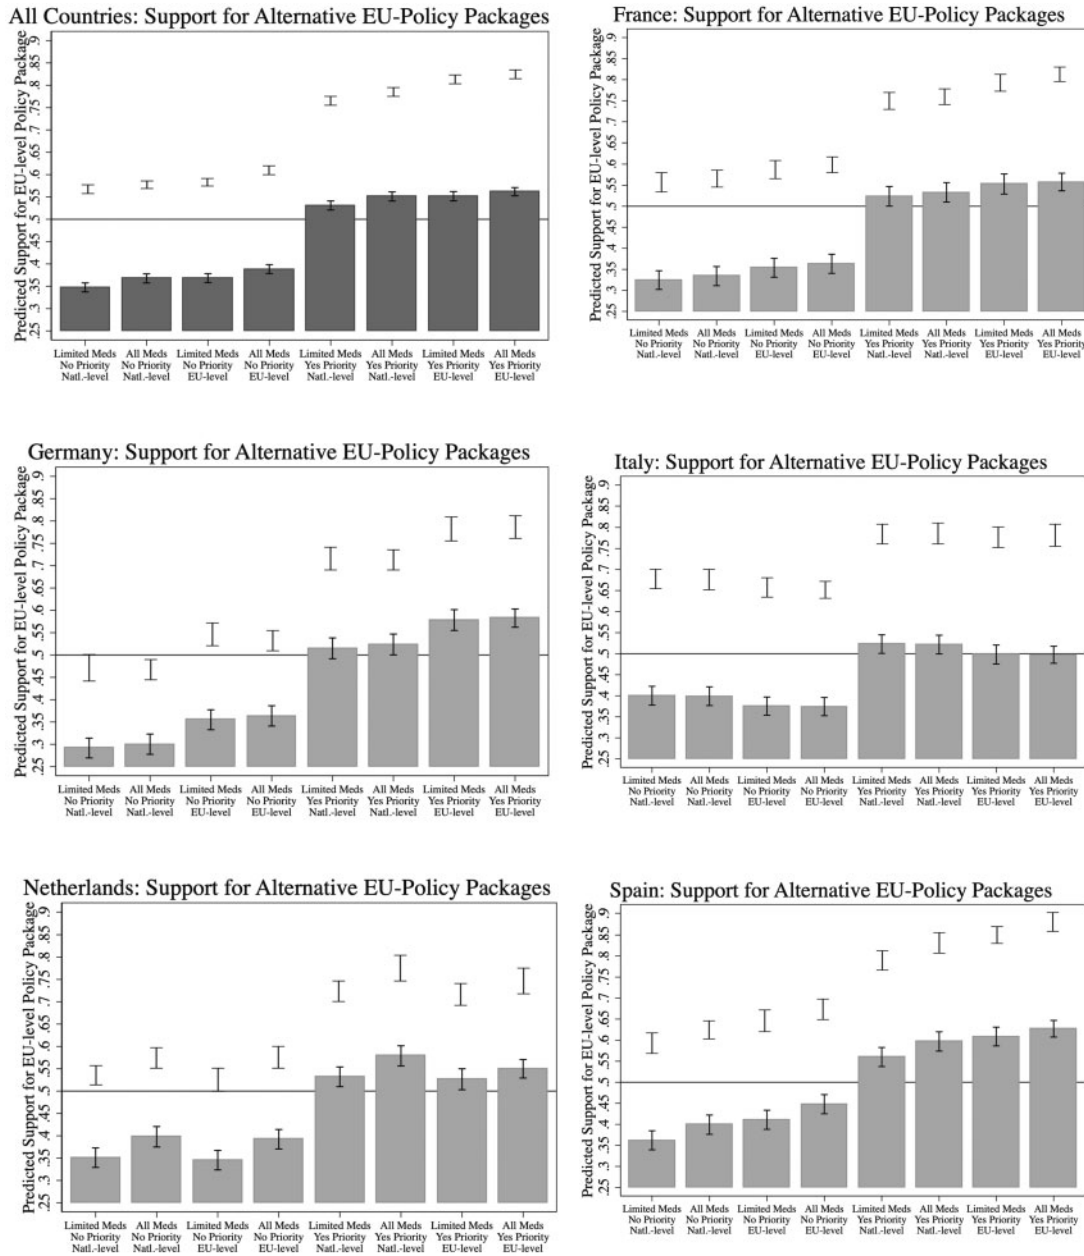 All Countries: Support for Alternative EU-Policy Packages
Predicted Support for EU-level Policy Package
.9
.85
.8
.75
.7
.65
.6
.55
.5
.45
.4
.35
.3
.25
Limited Meds All Meds Limited Meds All Meds Limited Meds All Meds Limited Meds All Meds
No Priority No Priority No Priority No Priority Yes Priority Yes Priority Yes Priority Yes Priority
Natl.-level Natl.-level EU-level EU-level Natl.-level Natl.-level EU-level EU-level
France: Support for Alternative EU-Policy Packages
Predicted Support for EU-level Policy Package
.9
.85
.8
.75
.7
.65
.6
.55
.5
.45
.4
.35
.3
.25
Limited Meds All Meds Limited Meds All Meds Limited Meds All Meds Limited Meds All Meds
No Priority No Priority No Priority No Priority Yes Priority Yes Priority Yes Priority Yes Priority
Natl.-level Natl.-level EU-level EU-level Natl.-level Natl.-level EU-level EU-level
Germany: Support for Alternative EU-Policy Packages
Predicted Support for EU-level Policy Package
.9
.85
.8
.75
.7
.65
.6
.55
.5
.45
.4
.35
.3
.25
Limited Meds All Meds Limited Meds All Meds Limited Meds All Meds Limited Meds All Meds
No Priority No Priority No Priority No Priority Yes Priority Yes Priority Yes Priority Yes Priority
Natl.-level Natl.-level EU-level EU-level Natl.-level Natl.-level EU-level EU-level
Italy: Support for Alternative EU-Policy Packages
Predicted Support for EU-level Policy Package
.9
.85
.8
.75
.7
.65
.6
.55
.5
.45
.4
.35
.3
.25
Limited Meds All Meds Limited Meds All Meds Limited Meds All Meds Limited Meds All Meds
No Priority No Priority No Priority No Priority Yes Priority Yes Priority Yes Priority Yes Priority
Natl.-level Natl.-level EU-level EU-level Natl.-level Natl.-level EU-level EU-level
Netherlands: Support for Alternative EU-Policy Packages
Predicted Support for EU-level Policy Package
.9
.85
.8
.75
.7
.65
.6
.55
.5
.45
.4
.35
.3
.25
Limited Meds All Meds Limited Meds All Meds Limited Meds All Meds Limited Meds All Meds
No Priority No Priority No Priority No Priority Yes Priority Yes Priority Yes Priority Yes Priority
Natl.-level Natl.-level EU-level EU-level Natl.-level Natl.-level EU-level EU-level
Spain: Support for Alternative EU-Policy Packages
Predicted Support for EU-level Policy Package
.9
.85
.8
.75
.7
.65
.6
.55
.5
.45
.4
.35
.3
.25
Limited Meds All Meds Limited Meds All Meds Limited Meds All Meds Limited Meds All Meds
No Priority No Priority No Priority No Priority Yes Priority Yes Priority Yes Priority Yes Priority
Natl.-level Natl.-level EU-level EU-level Natl.-level Natl.-level EU-level EU-level